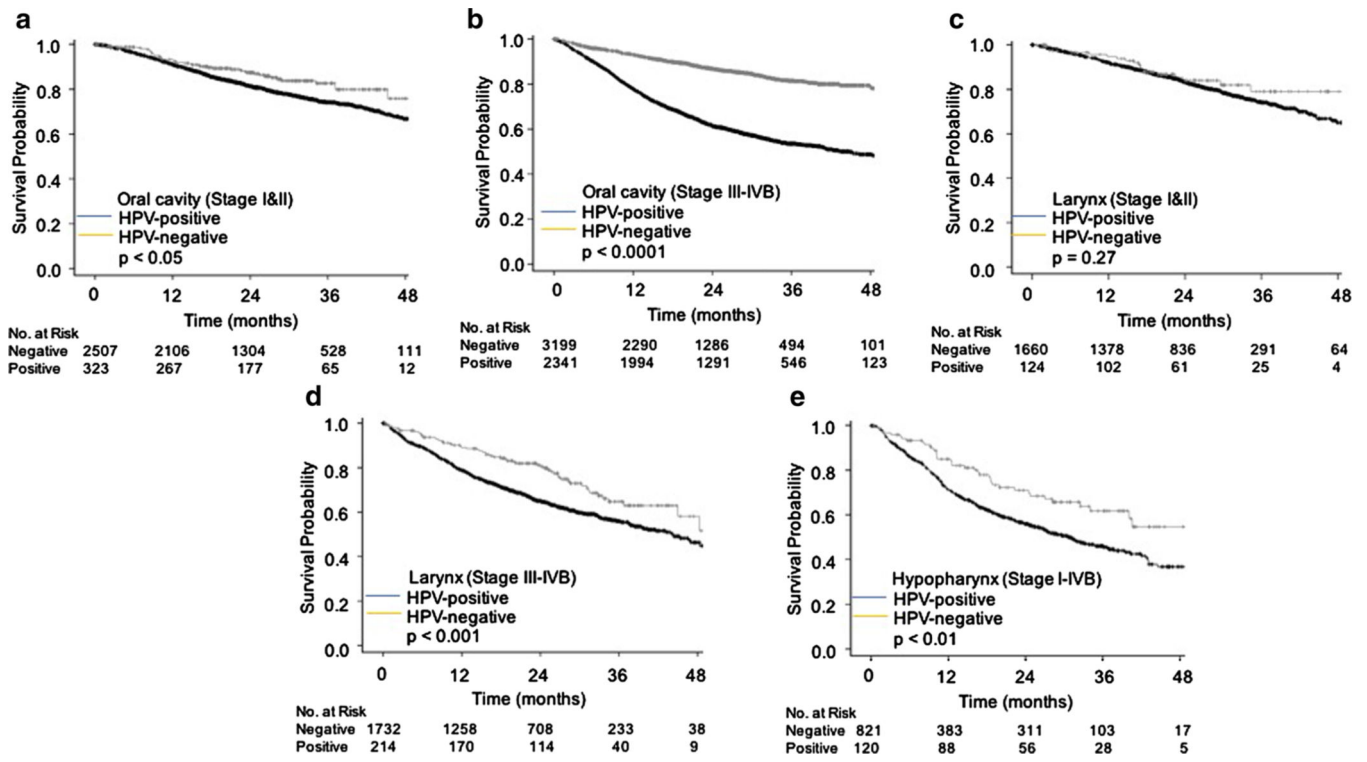 a
1.0
0.8
0.6
0.4
0.2
0.0
Survival Probability
Oral cavity (Stage I&II)
HPV-positive
HPV-negative
p < 0.05
0 12 24 36 48
Time (months)
No. at Risk
Negative 2507 2106 1304 528 111
Positive 323 267 177 65 12
b
1.0
0.8
0.6
0.4
0.2
0.0
Survival Probability
Oral cavity (Stage III-IVB)
HPV-positive
HPV-negative
p < 0.0001
0 12 24 36 48
Time (months)
No. at Risk
Negative 3199 2290 1286 494 101
Positive 2341 1994 1291 546 123
c
1.0
0.8
0.6
0.4
0.2
0.0
Survival Probability
Larynx (Stage I&II)
HPV-positive
HPV-negative
p = 0.27
0 12 24 36 48
Time (months)
No. at Risk
Negative 1660 1378 836 291 64
Positive 124 102 61 25 4
d
1.0
0.8
0.6
0.4
0.2
0.0
Survival Probability
Larynx (Stage III-IVB)
HPV-positive
HPV-negative
p < 0.001
0 12 24 36 48
Time (months)
No. at Risk
Negative 1732 1258 708 233 38
Positive 214 170 114 40 9
e
1.0
0.8
0.6
0.4
0.2
0.0
Survival Probability
Hypopharynx (Stage I-IVB)
HPV-positive
HPV-negative
p < 0.01
0 12 24 36 48
Time (months)
No. at Risk
Negative 821 383 311 103 17
Positive 120 88 56 28 5